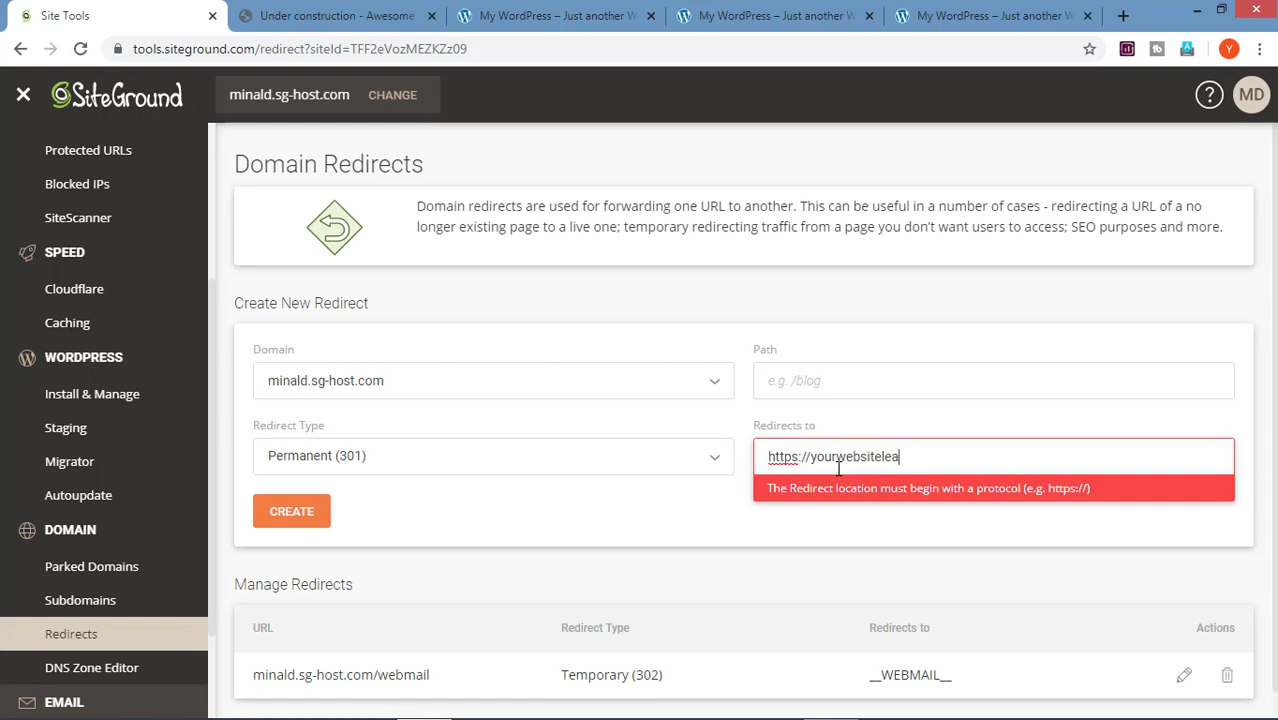 Site Tools
Under construction - Awesome
My WordPress – Just another W
My WordPress – Just another W
My WordPress – Just another W
tools.siteground.com/redirect?siteId=TFF2eVozMEZKZz09
Y
SiteGround
minald.sg-host.com CHANGE
?
MD
Protected URLs
Blocked IPs
SiteScanner
SPEED
Cloudflare
Caching
WORDPRESS
Install & Manage
Staging
Migrator
Autoupdate
DOMAIN
Parked Domains
Subdomains
Redirects
DNS Zone Editor
EMAIL
Domain Redirects
Domain redirects are used for forwarding one URL to another. This can be useful in a number of cases - redirecting a URL of a no
longer existing page to a live one; temporary redirecting traffic from a page you don't want users to access; SEO purposes and more.
Create New Redirect
Domain Path
minald.sg-host.com e.g. /blog
Redirect Type Redirects to
Permanent (301) https://yourwebsitelea
The Redirect location must begin with a protocol (e.g. https://)
CREATE
Manage Redirects
URL Redirect Type Redirects to Actions
minald.sg-host.com/webmail Temporary (302) __WEBMAIL__